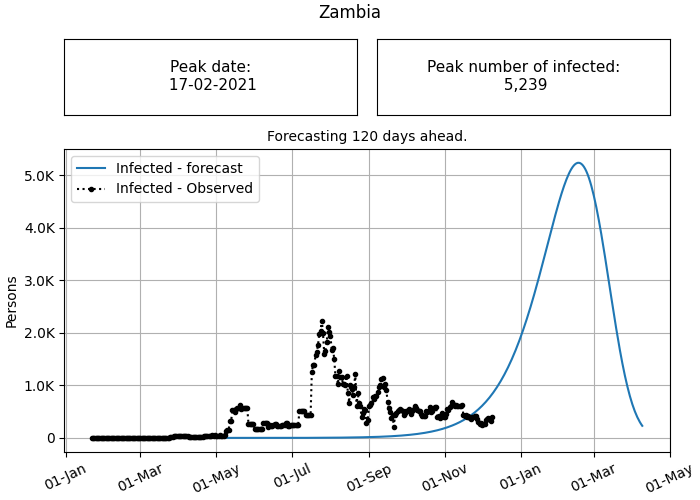 Zambia
Peak date:
17-02-2021
Peak number of infected:
5,239
Forecasting 120 days ahead.
Infected - forecast
Infected - Observed
Persons
5.0K
4.0K
3.0K
2.0K
1.0K
0
01-Jan
01-Mar
01-May
01-Jul
01-Sep
01-Nov
01-Jan
01-Mar
01-May